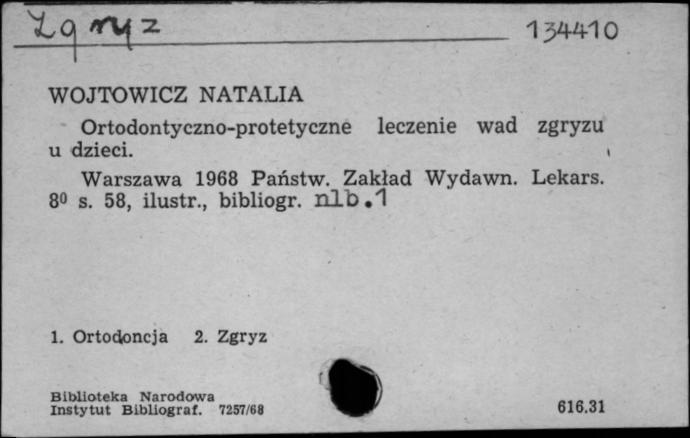 Zgryz
134410
WOJTOWICZ NATALIA
Ortodontyczno-protetyczne leczenie wad zgryzu
u dzieci.
Warszawa 1968 Państw. Zakład Wydawn. Lekars.
8⁰ s. 58, ilustr., bibliogr. nlb.1
1. Ortodoncja 2. Zgryz
Biblioteka Narodowa
Instytut Bibliograf. 7257/68
616.31